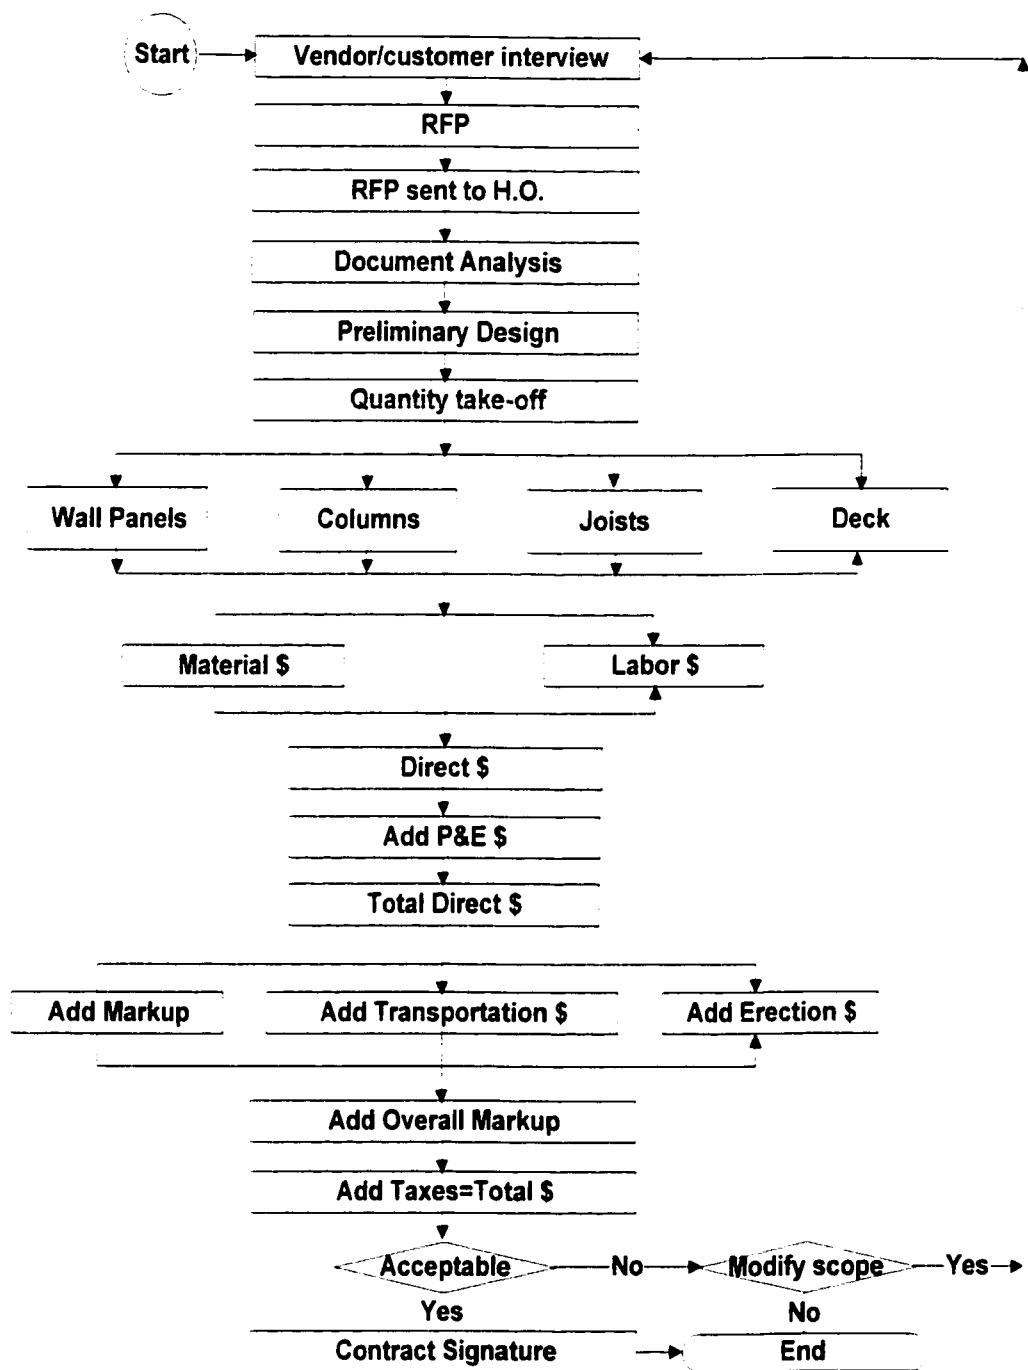 Start
Vendor/customer interview
RFP
RFP sent to H.O.
Document Analysis
Preliminary Design
Quantity take-off
Wall Panels
Columns
Joists
Deck
Material $
Labor $
Direct $
Add P&E $
Total Direct $
Add Markup
Add Transportation $
Add Erection $
Add Overall Markup
Add Taxes=Total $
Acceptable
No
Modify scope
Yes
Yes
No
Contract Signature
End